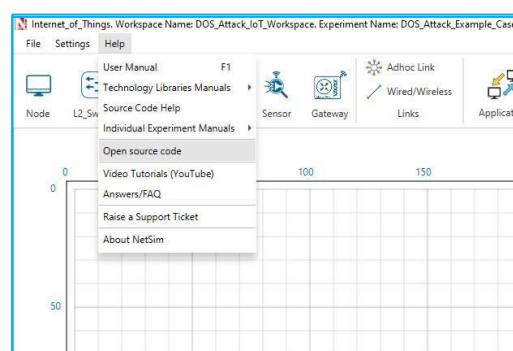 Internet_of_Things. Workspace Name: DOS_Attack_IoT_Workspace. Experiment Name: DOS_Attack_Example_Case
File Settings Help
User Manual F1
Technology Libraries Manuals
Source Code Help
Individual Experiment Manuals
Open source code
Video Tutorials (YouTube)
Answers/FAQ
Raise a Support Ticket
About NetSim
Node
L2_Sw
Sensor
Gateway
Adhoc Link
Wired/Wireless
Links
Applicat
0 100 150
0
50